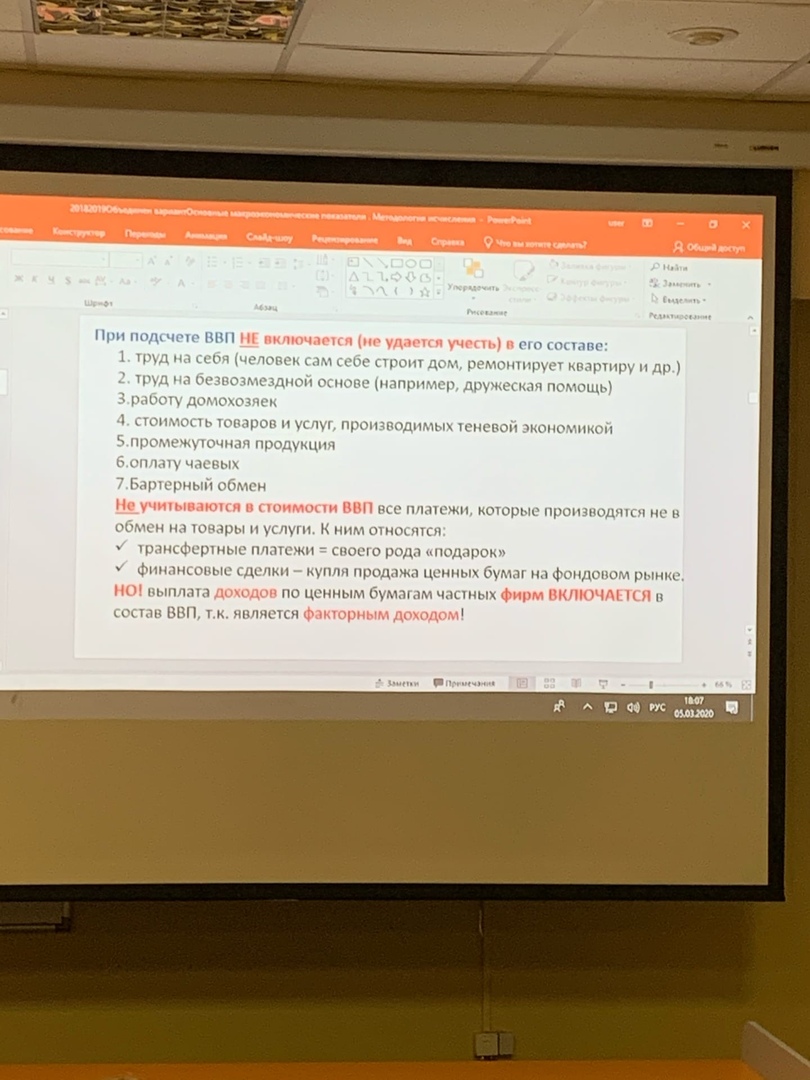 20182019Объединен вариантОсновные макроэкономические показатели . Методология исчисления - PowerPoint
user
Конструктор Переходы Анимация Слайд-шоу Рецензирование Вид Справка Что вы хотите сделать? Общий доступ
Ж К Ч S abc AV Aa А
Шрифт Абзац Рисование Редактирование
Упорядочить Экспресс-стили
Заливка фигуры
Контур фигуры
Эффекты фигуры
Найти
Заменить
Выделить
При подсчете ВВП НЕ включается (не удается учесть) в его составе:
1. труд на себя (человек сам себе строит дом, ремонтирует квартиру и др.)
2. труд на безвозмездной основе (например, дружеская помощь)
3.работу домохозяек
4. стоимость товаров и услуг, производимых теневой экономикой
5.промежуточная продукция
6.оплату чаевых
7.Бартерный обмен
Не учитываются в стоимости ВВП все платежи, которые производятся не в
обмен на товары и услуги. К ним относятся:
✓ трансфертные платежи = своего рода «подарок»
✓ финансовые сделки – купля продажа ценных бумаг на фондовом рынке.
НО! выплата доходов по ценным бумагам частных фирм ВКЛЮЧАЕТСЯ в
состав ВВП, т.к. является факторным доходом!
Заметки Примечания 66 %
РУС 18:07
05.03.2020